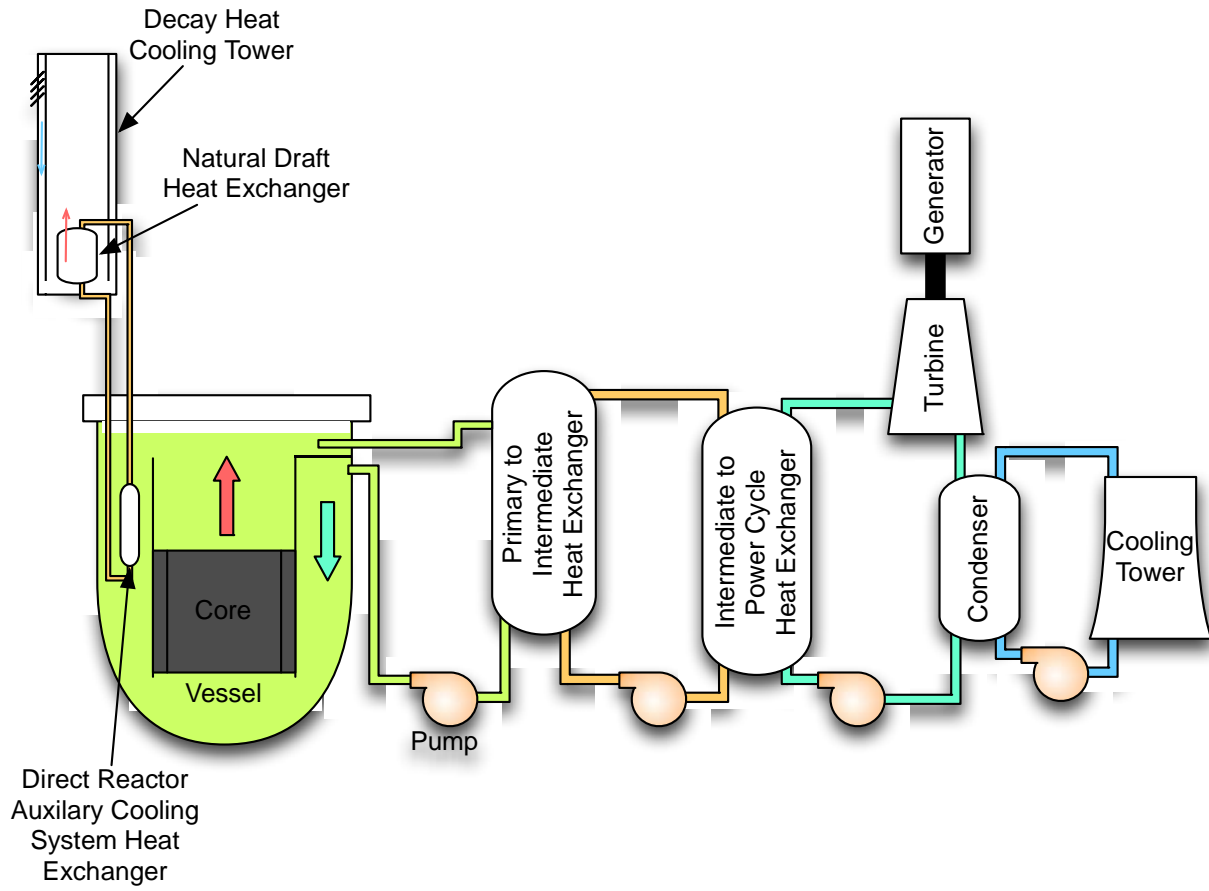 Decay Heat
Cooling Tower
Natural Draft
Heat Exchanger
Generator
Turbine
Primary to
Intermediate
Heat Exchanger
Intermediate to
Power Cycle
Heat Exchanger
Condenser
Cooling
Tower
Core
Vessel
Pump
Direct Reactor
Auxilary Cooling
System Heat
Exchanger